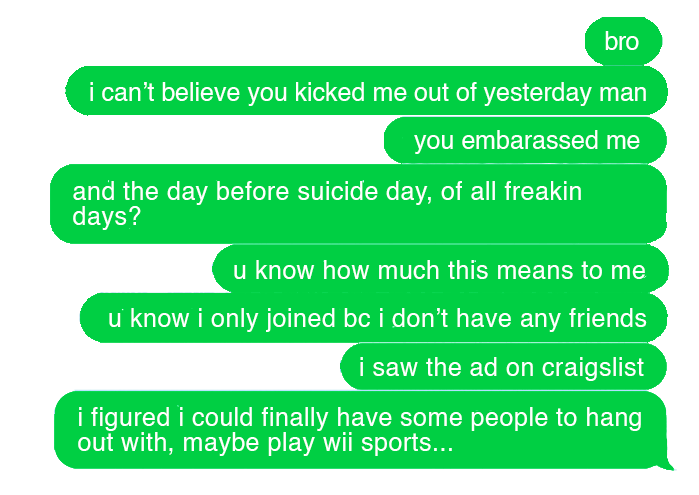 bro
i can't believe you kicked me out of yesterday man
you embarassed me
and the day before suicide day, of all freakin
days?
u know how much this means to me
u know i only joined bc i don't have any friends
i saw the ad on craigslist
i figured i could finally have some people to hang
out with, maybe play wii sports...